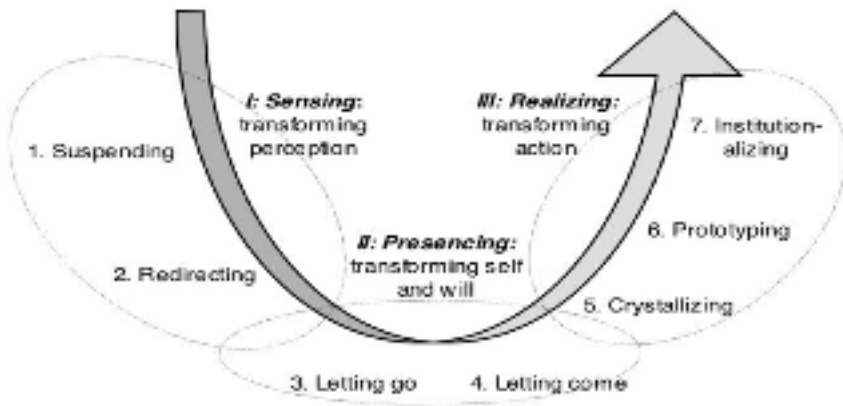 I: Sensing:
transforming
perception
III: Realizing:
transforming
action
7. Institution-
alizing
1. Suspending
6. Prototyping
II: Presencing:
transforming self
and will
2. Redirecting
5. Crystallizing
3. Letting go
4. Letting come